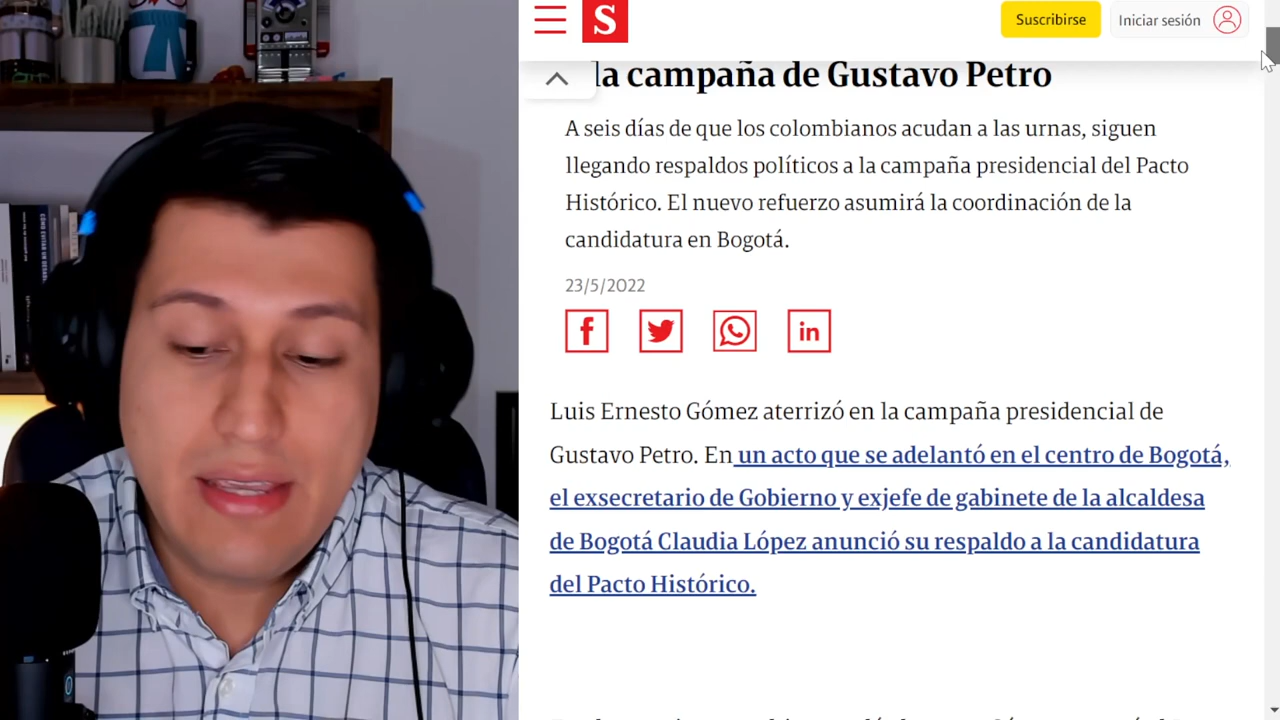 S
Suscribirse
Iniciar sesión
la campaña de Gustavo Petro
A seis días de que los colombianos acudan a las urnas, siguen
llegando respaldos políticos a la campaña presidencial del Pacto
Histórico. El nuevo refuerzo asumirá la coordinación de la
candidatura en Bogotá.
23/5/2022
Luis Ernesto Gómez aterrizó en la campaña presidencial de
Gustavo Petro. En un acto que se adelantó en el centro de Bogotá,
el exsecretario de Gobierno y exjefe de gabinete de la alcaldesa
de Bogotá Claudia López anunció su respaldo a la candidatura
del Pacto Histórico.